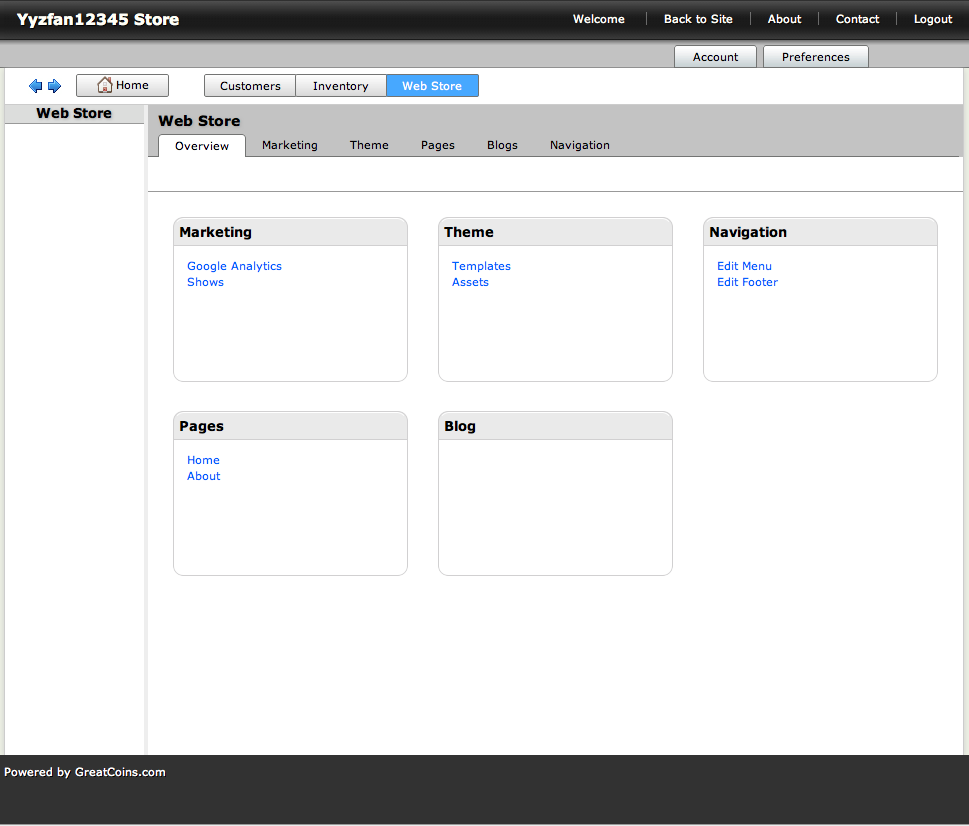 Yyzfan12345 Store
Welcome Back to Site About Contact Logout
Account Preferences
Home Customers Inventory Web Store
Web Store
Web Store
Overview Marketing Theme Pages Blogs Navigation
Marketing Theme Navigation
Google Analytics Templates Edit Menu
Shows Assets Edit Footer
Pages Blog
Home
About
Powered by GreatCoins.com